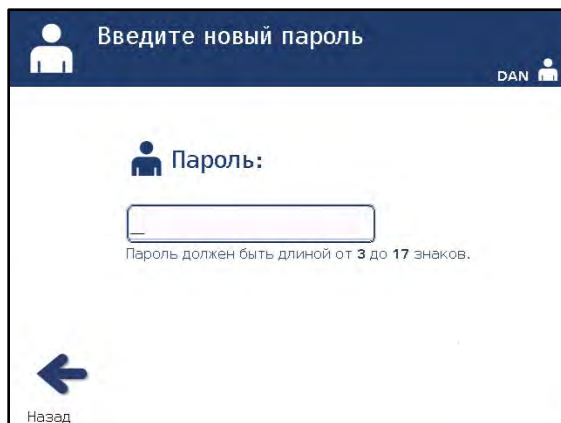 Введите новый пароль
DAN
Пароль:
_
Пароль должен быть длиной от 3 до 17 знаков.
Назад